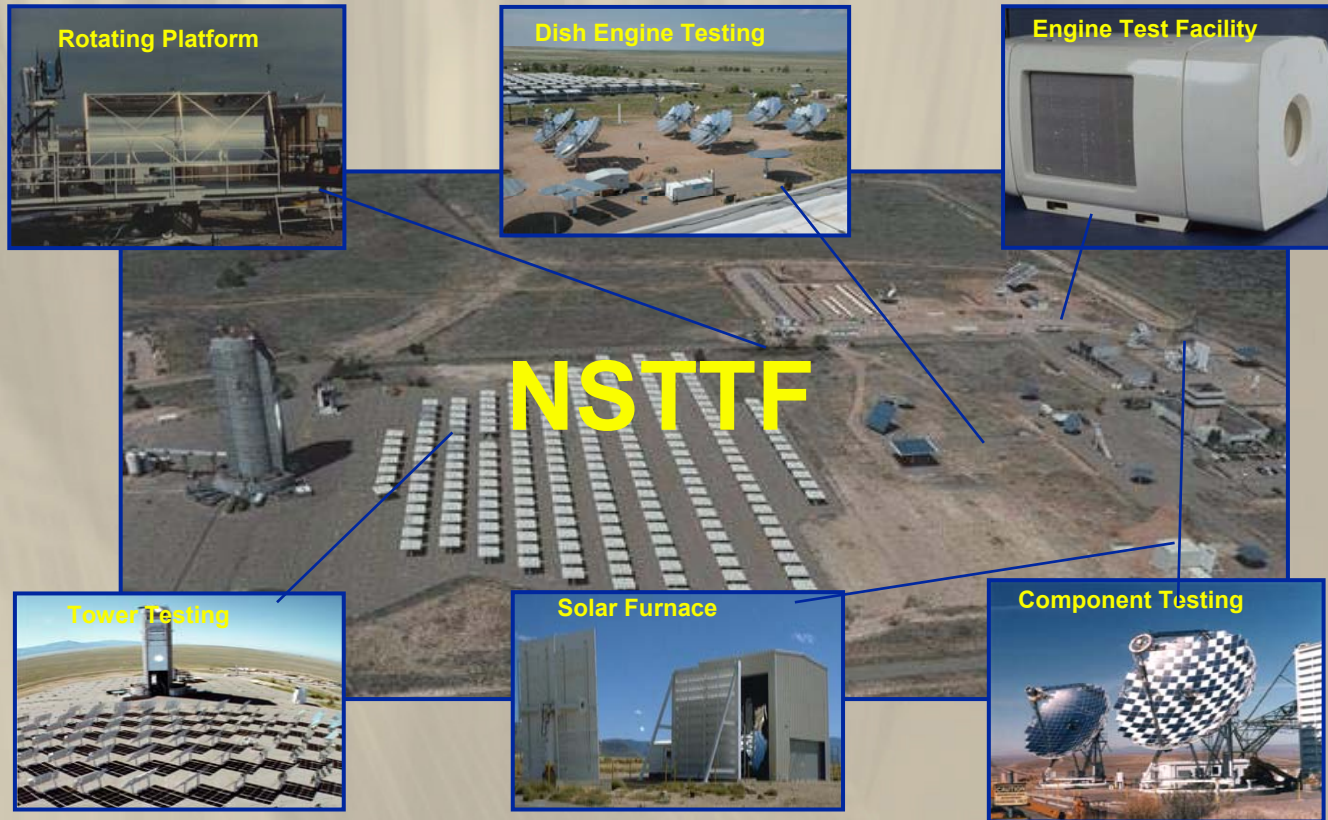 Rotating Platform
Dish Engine Testing
Engine Test Facility
NSTTF
Tower Testing
Solar Furnace
Component Testing